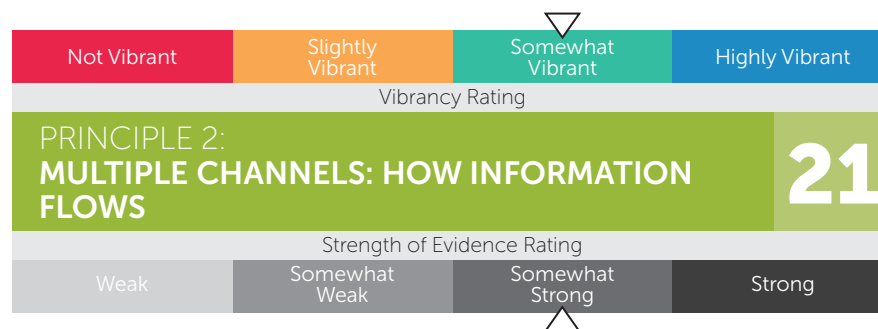 Not Vibrant
Slightly
Vibrant
Somewhat
Vibrant
Highly Vibrant
Vibrancy Rating
PRINCIPLE 2:
MULTIPLE CHANNELS: HOW INFORMATION
FLOWS
21
Strength of Evidence Rating
Weak
Somewhat
Weak
Somewhat
Strong
Strong